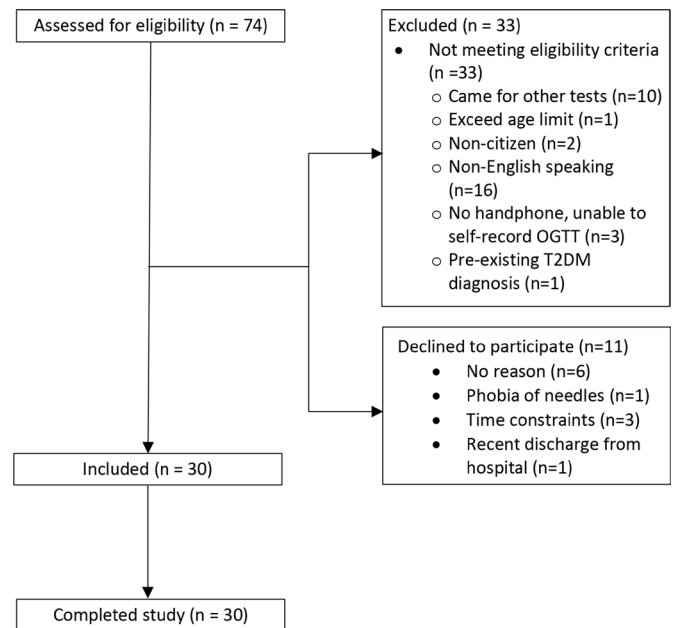 Assessed for eligibility (n = 74)
Excluded (n = 33)
• Not meeting eligibility criteria
(n =33)
o Came for other tests (n=10)
o Exceed age limit (n=1)
o Non-citizen (n=2)
o Non-English speaking
(n=16)
o No handphone, unable to
self-record OGTT (n=3)
o Pre-existing T2DM
diagnosis (n=1)
Declined to participate (n=11)
• No reason (n=6)
• Phobia of needles (n=1)
• Time constraints (n=3)
• Recent discharge from
hospital (n=1)
Included (n = 30)
Completed study (n = 30)